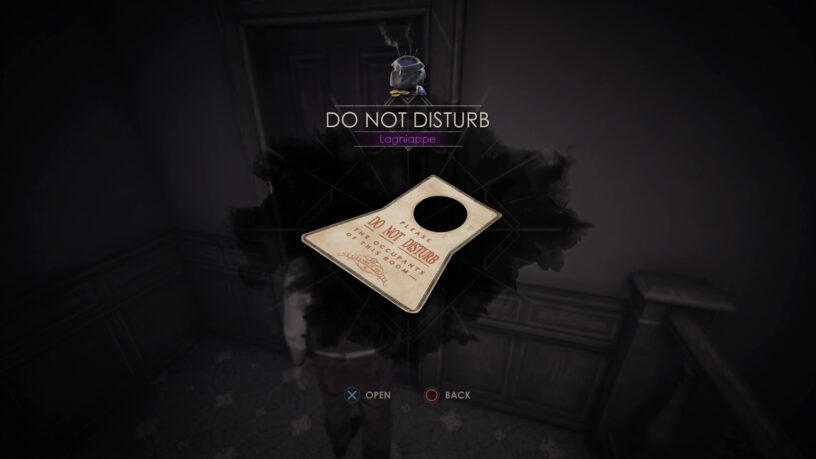 DO NOT DISTURB
Lagniappe
PLEASE
DO NOT DISTURB
THE OCCUPANTS
OF THIS ROOM—
OPEN
BACK